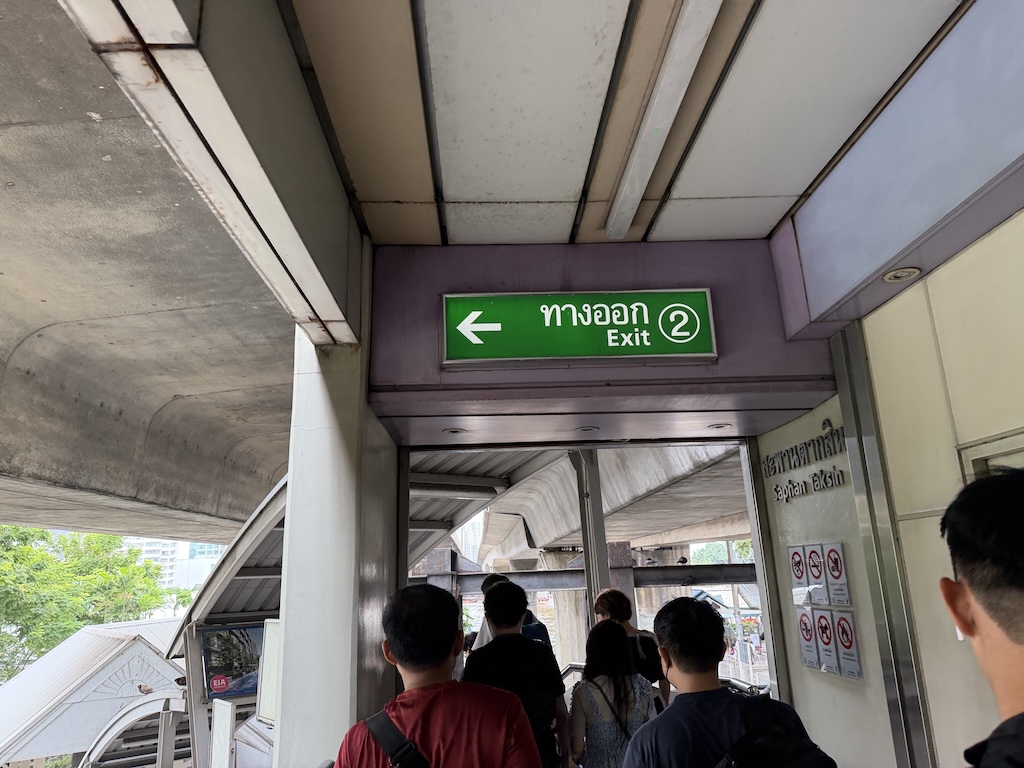 ทางออก
Exit
②
สะพานตากสิน
Saphan Taksin
EIA